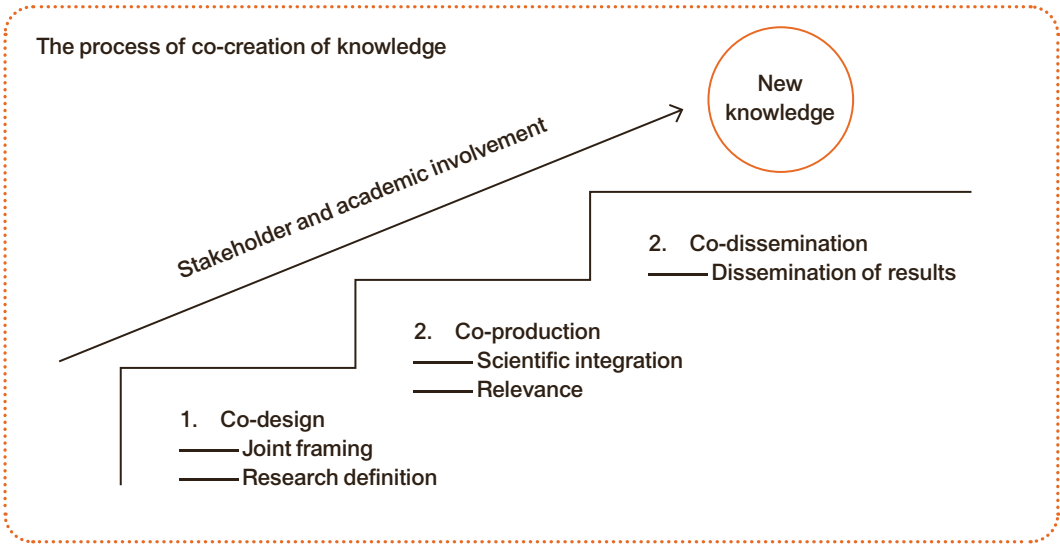 The process of co-creation of knowledge
New
knowledge
Stakeholder and academic involvement
2. Co-dissemination
Dissemination of results
2. Co-production
Scientific integration
Relevance
1. Co-design
Joint framing
Research definition